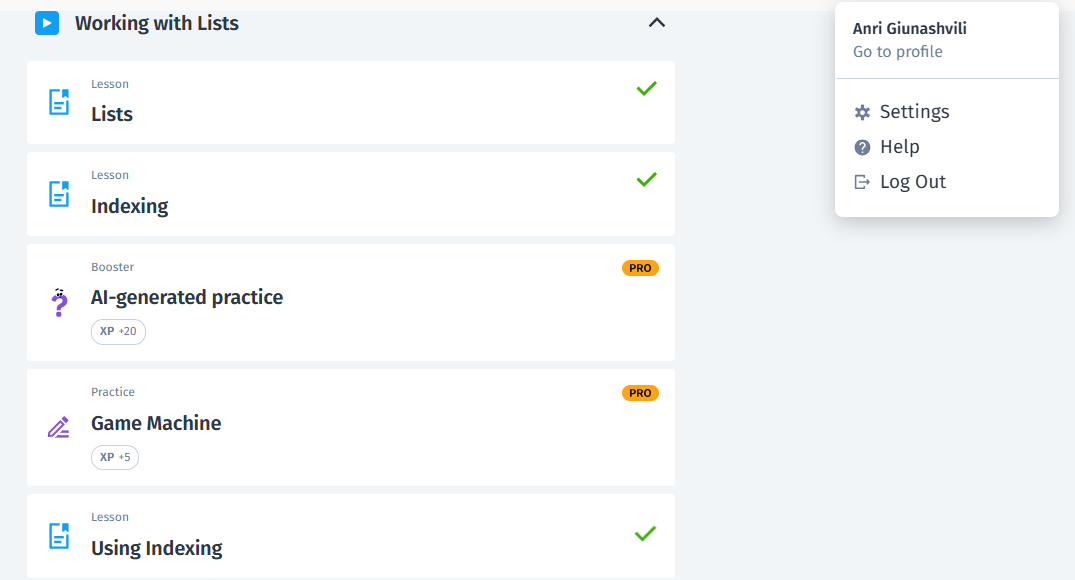 Working with Lists
Lesson
Lists
Lesson
Indexing
Booster
PRO
AI-generated practice
XP +20
Practice
PRO
Game Machine
XP +5
Lesson
Using Indexing
Anri Giunashvili
Go to profile
Settings
Help
Log Out